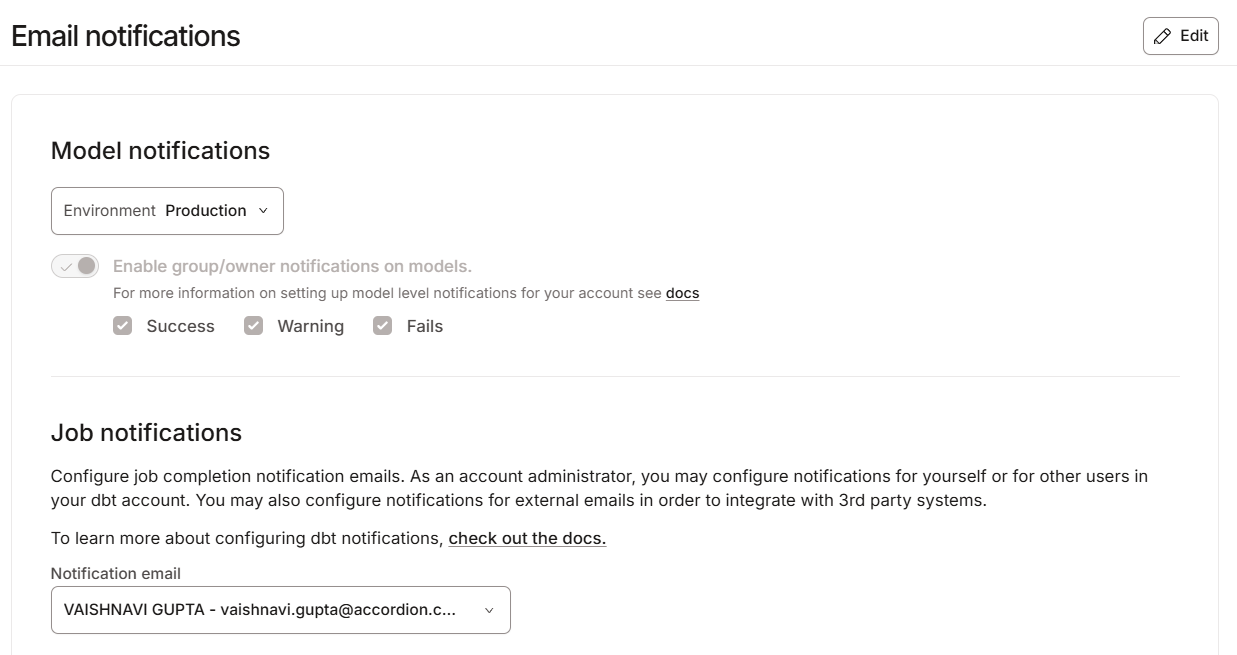 Email notifications
Edit
Model notifications
Environment Production
Enable group/owner notifications on models.
For more information on setting up model level notifications for your account see docs
Success Warning Fails
Job notifications
Configure job completion notification emails. As an account administrator, you may configure notifications for yourself or for other users in
your dbt account. You may also configure notifications for external emails in order to integrate with 3rd party systems.
To learn more about configuring dbt notifications, check out the docs.
Notification email
VAISHNAVI GUPTA - vaishnavi.gupta@accordion.c...